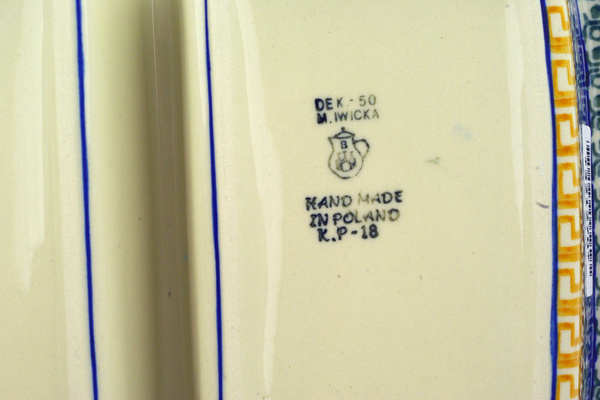 DEK-50
M.IWICKA
B
HAND MADE
IN POLAND
K.P-18